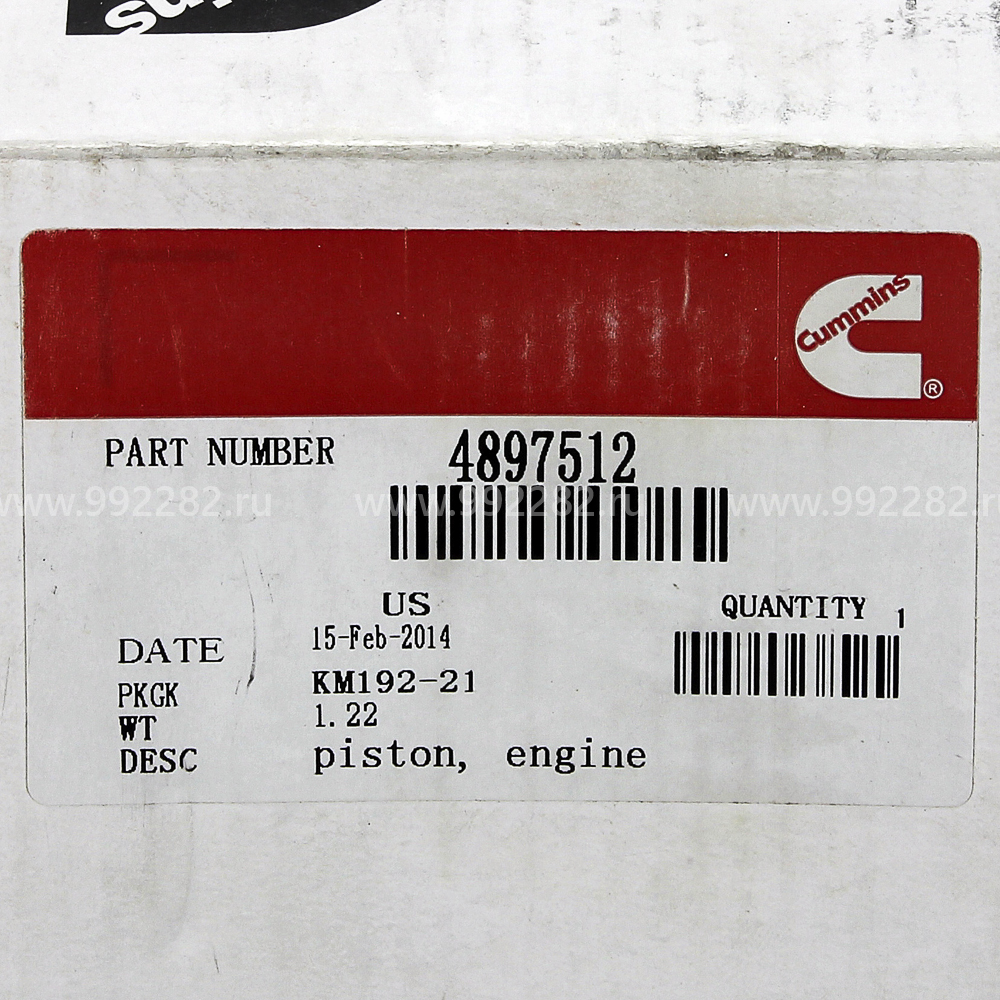 Cummins
®
PART NUMBER 4897512
www.992282.ru www.992282.ru www.992282.ru
US
QUANTITY 1
DATE 15-Feb-2014
PKGK KM192-21
WT 1.22
DESC piston, engine